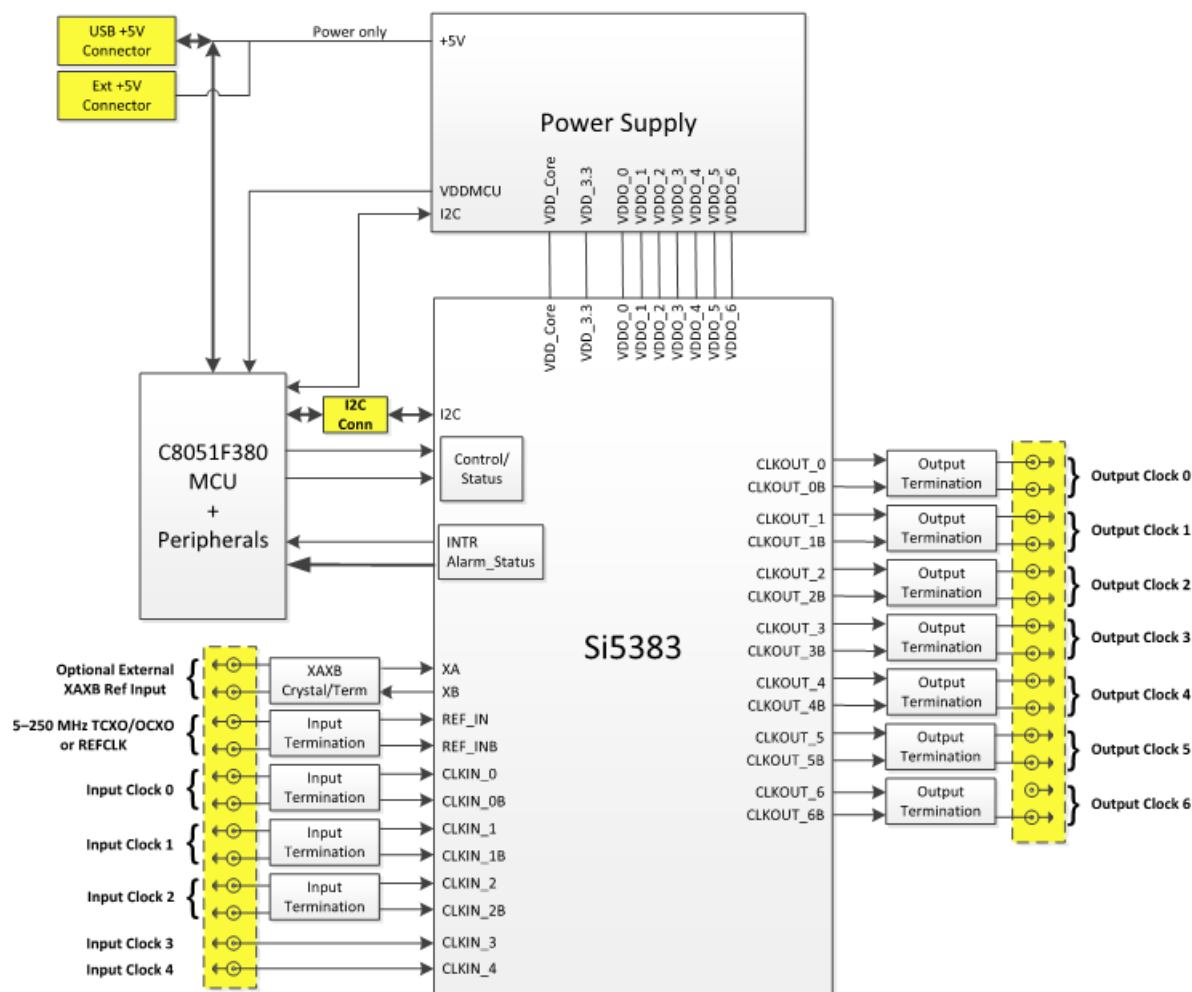 USB +5V
Connector
Ext +5V
Connector
Power only
+5V
Power Supply
VDDMCU
I2C
VDD_Core
VDD_3.3
VDDO_0
VDDO_1
VDDO_2
VDDO_3
VDDO_4
VDDO_5
VDDO_6
VDD_Core
VDD_3.3
VDDO_0
VDDO_1
VDDO_2
VDDO_3
VDDO_4
VDDO_5
VDDO_6
C8051F380
MCU
+
Peripherals
I2C
Conn
I2C
Control/
Status
INTR
Alarm_Status
Si5383
Optional External
XAXB Ref Input
XAXB
Crystal/Term
XA
XB
5–250 MHz TCXO/OCXO
or REFCLK
Input
Termination
REF_IN
REF_INB
Input Clock 0
Input
Termination
CLKIN_0
CLKIN_0B
Input Clock 1
Input
Termination
CLKIN_1
CLKIN_1B
Input Clock 2
Input
Termination
CLKIN_2
CLKIN_2B
Input Clock 3
CLKIN_3
Input Clock 4
CLKIN_4
CLKOUT_0
CLKOUT_0B
Output
Termination
Output Clock 0
CLKOUT_1
CLKOUT_1B
Output
Termination
Output Clock 1
CLKOUT_2
CLKOUT_2B
Output
Termination
Output Clock 2
CLKOUT_3
CLKOUT_3B
Output
Termination
Output Clock 3
CLKOUT_4
CLKOUT_4B
Output
Termination
Output Clock 4
CLKOUT_5
CLKOUT_5B
Output
Termination
Output Clock 5
CLKOUT_6
CLKOUT_6B
Output
Termination
Output Clock 6